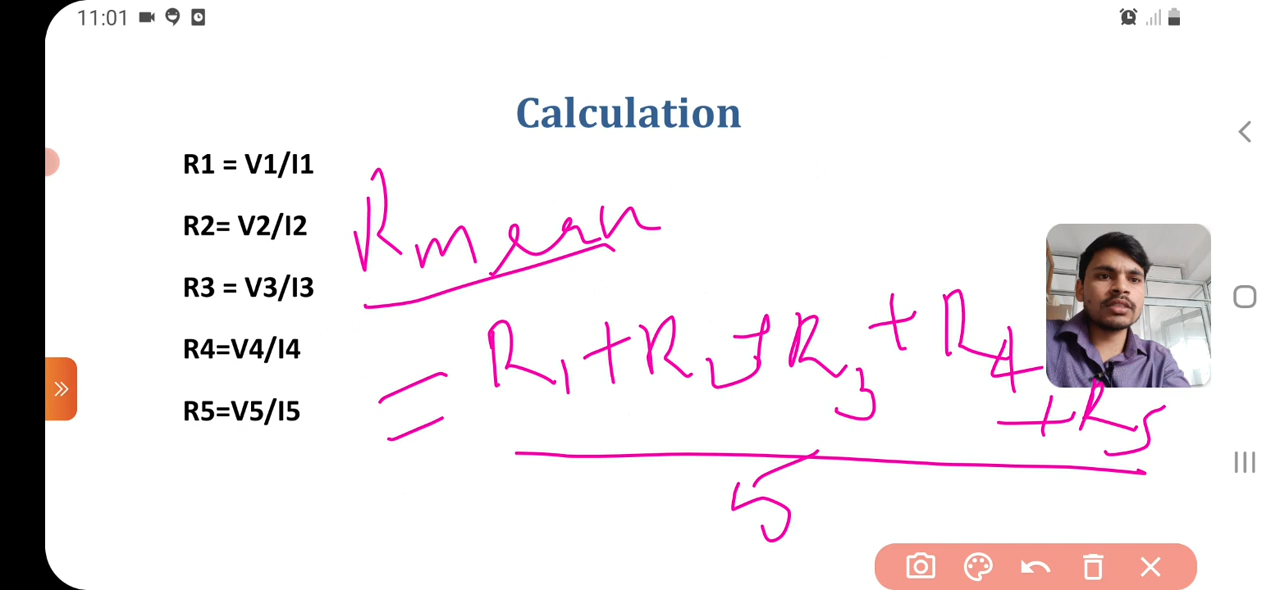 11:01
Calculation
R1 = V1/I1
R2= V2/I2
R3 = V3/I3
R4=V4/I4
R5=V5/I5
Rmean
= R1+R2+R3+R4
+R5
5